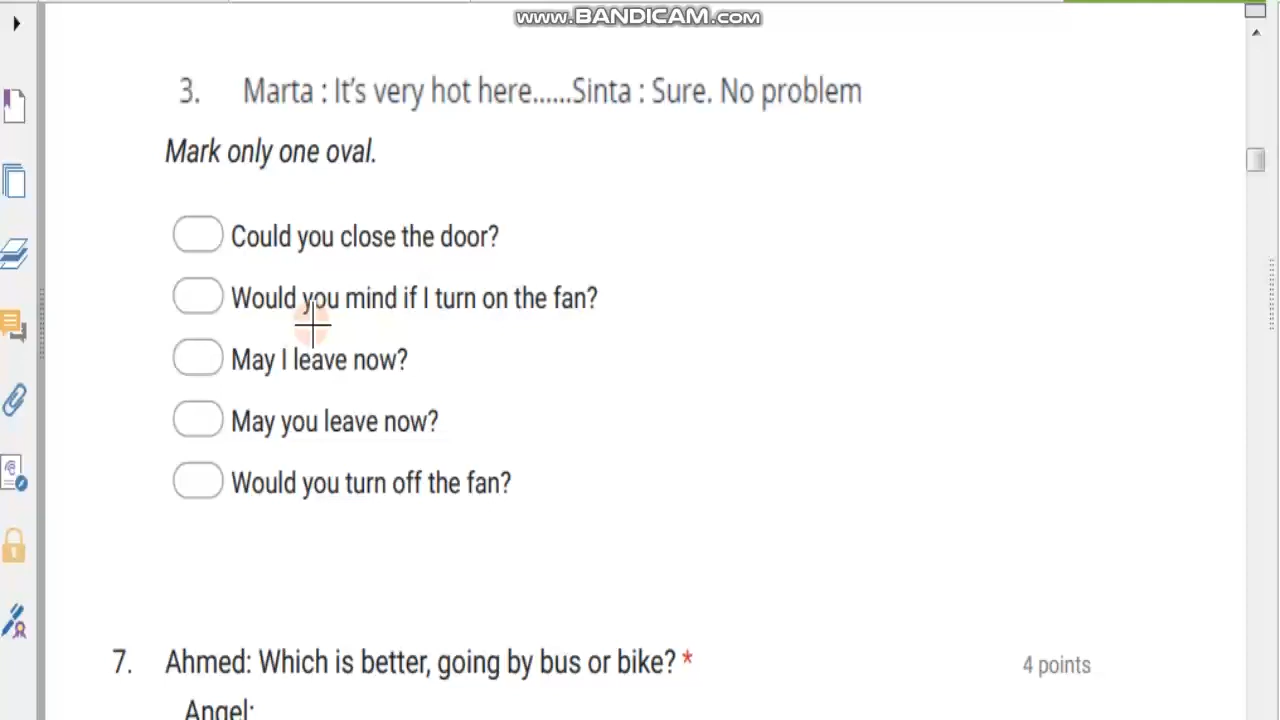 www.BANDICAM.com
3. Marta : It's very hot here......Sinta : Sure. No problem
Mark only one oval.
Could you close the door?
Would you mind if I turn on the fan?
May I leave now?
May you leave now?
Would you turn off the fan?
7. Ahmed: Which is better, going by bus or bike? * 4 points
Angel: